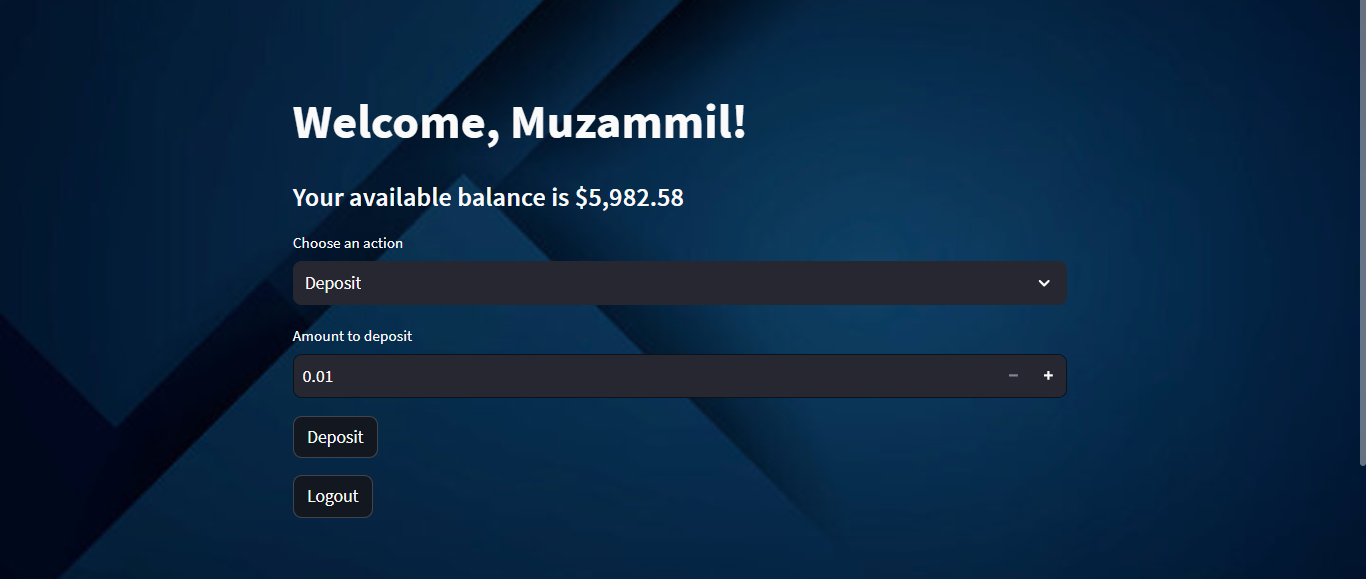 Welcome, Muzammil!
Your available balance is $5,982.58
Choose an action
Deposit
Amount to deposit
0.01
Deposit
Logout